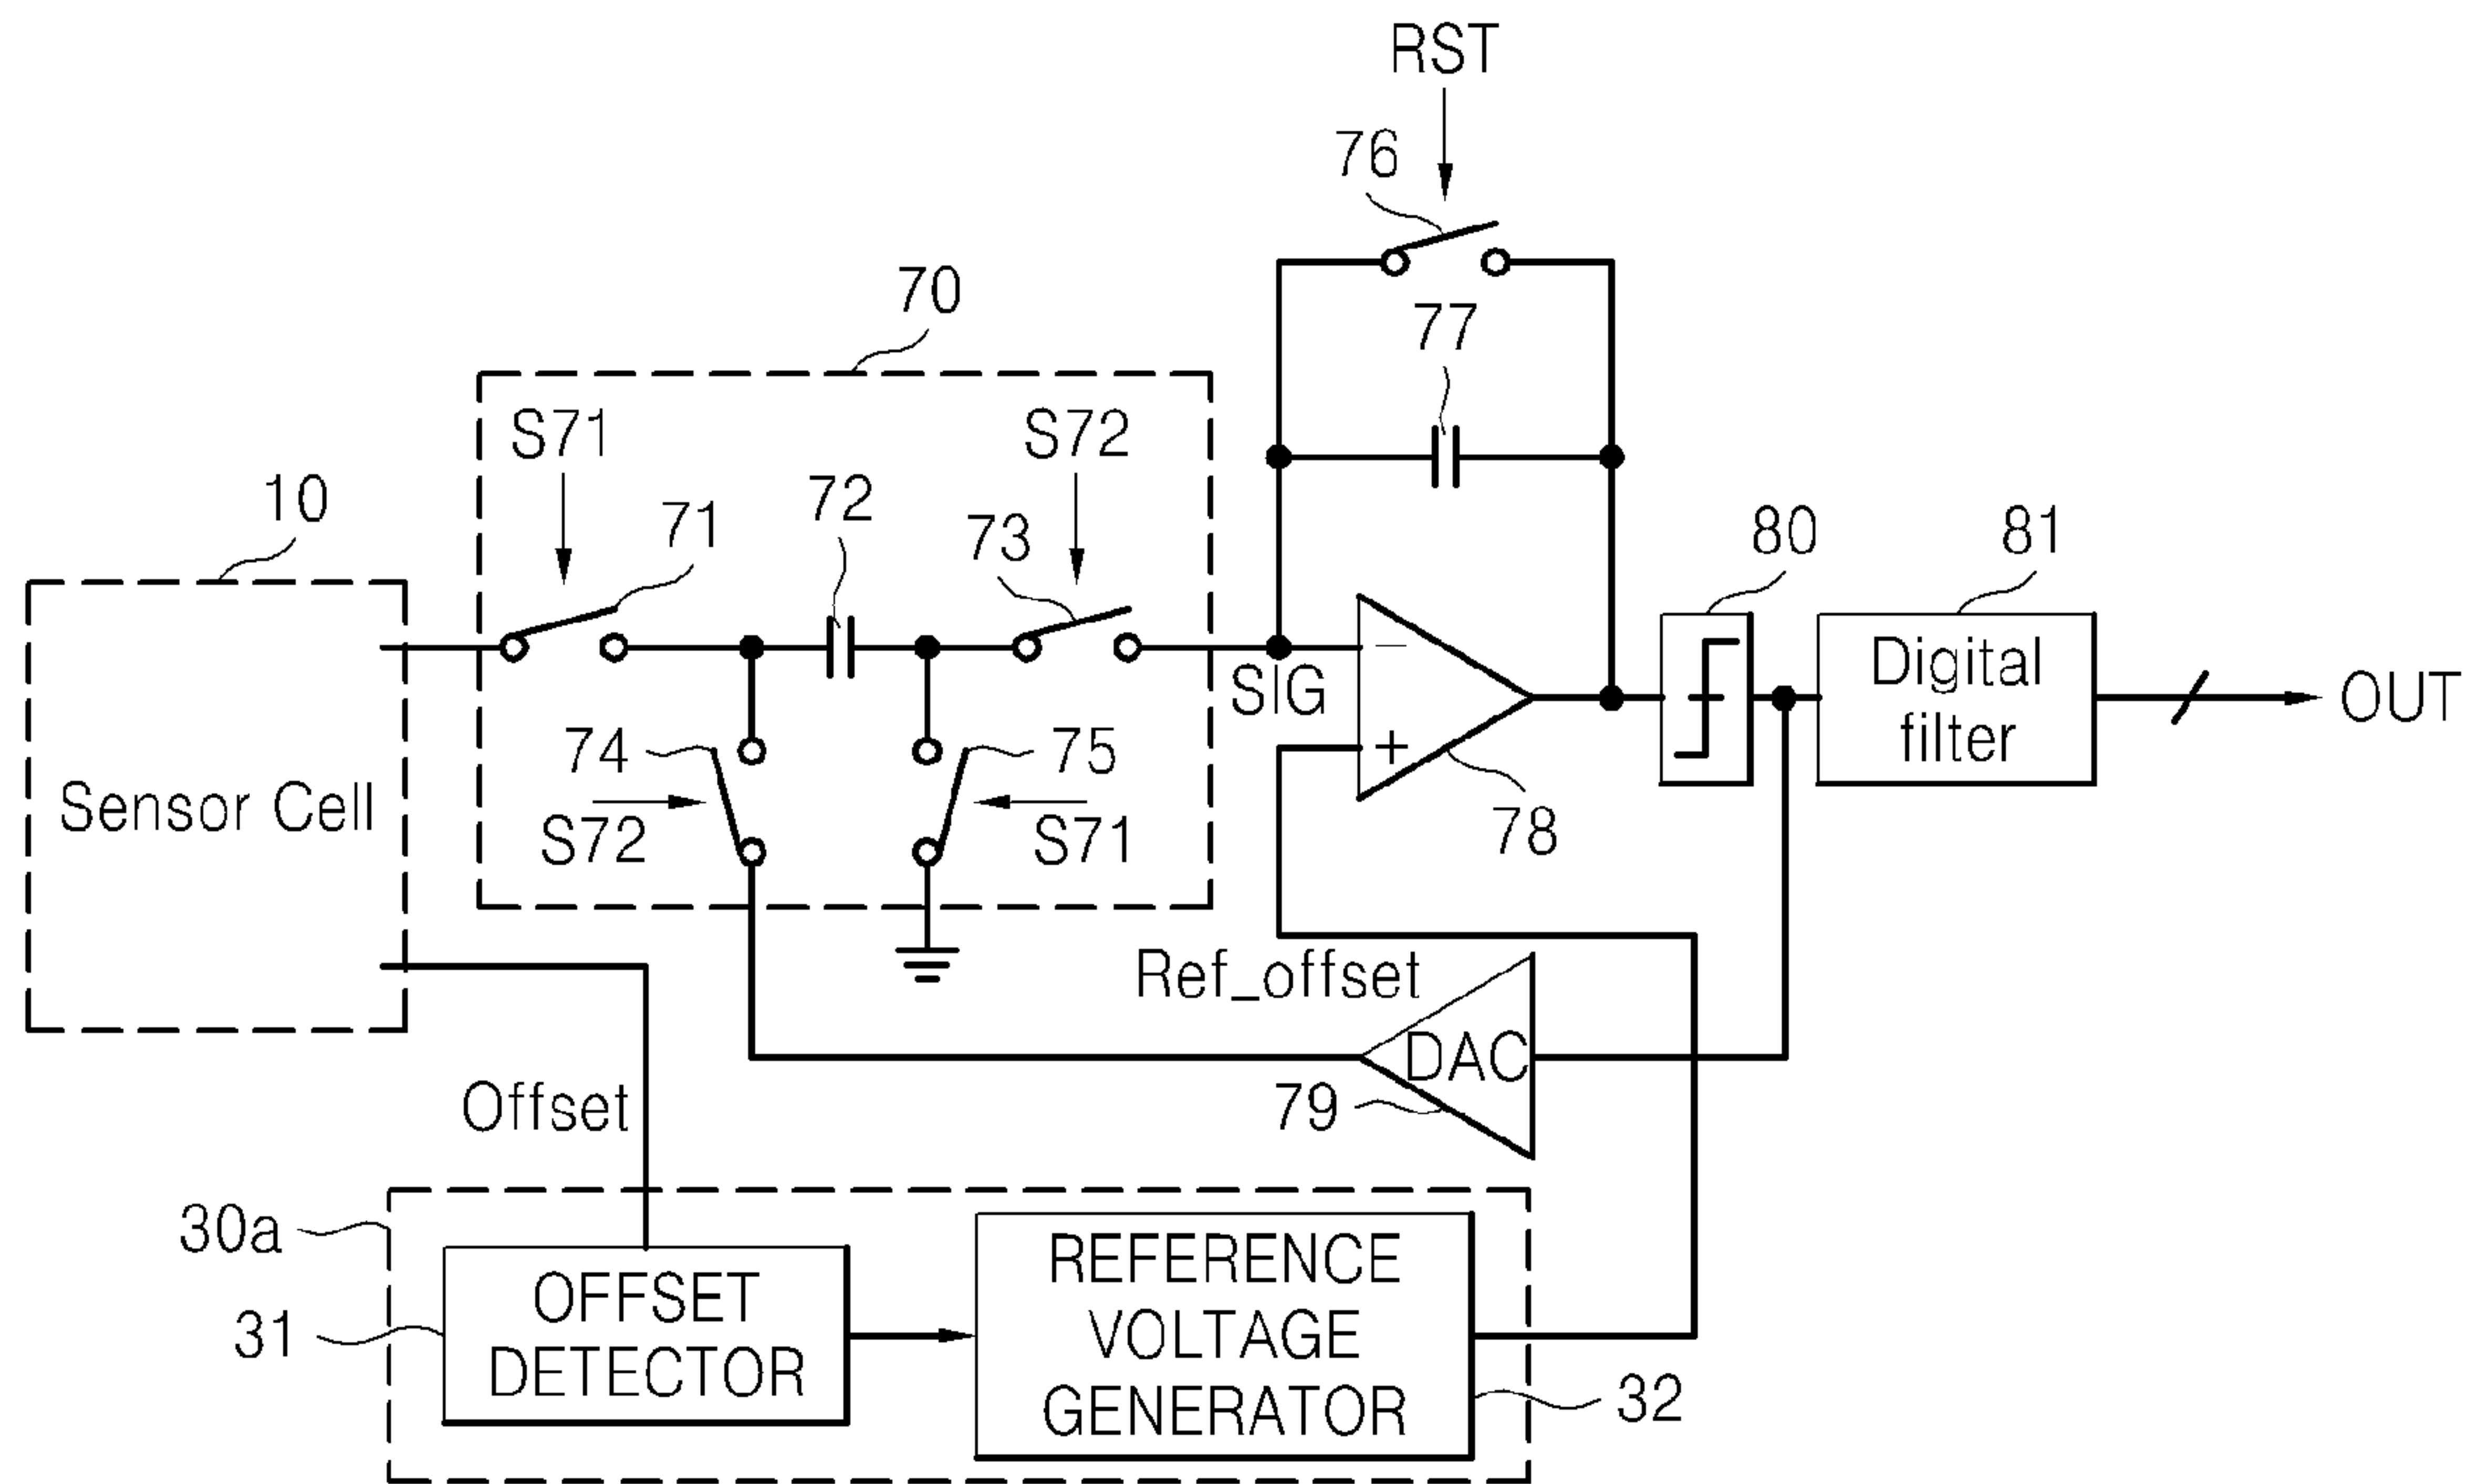 RST
76
77
70
S71
S72
10
71
72
73
80
81
Sensor Cell
SIG
−
+
Digital
filter
OUT
74
S72
75
S71
78
Ref_offset
DAC
79
Offset
30a
31
OFFSET
DETECTOR
REFERENCE
VOLTAGE
GENERATOR
32